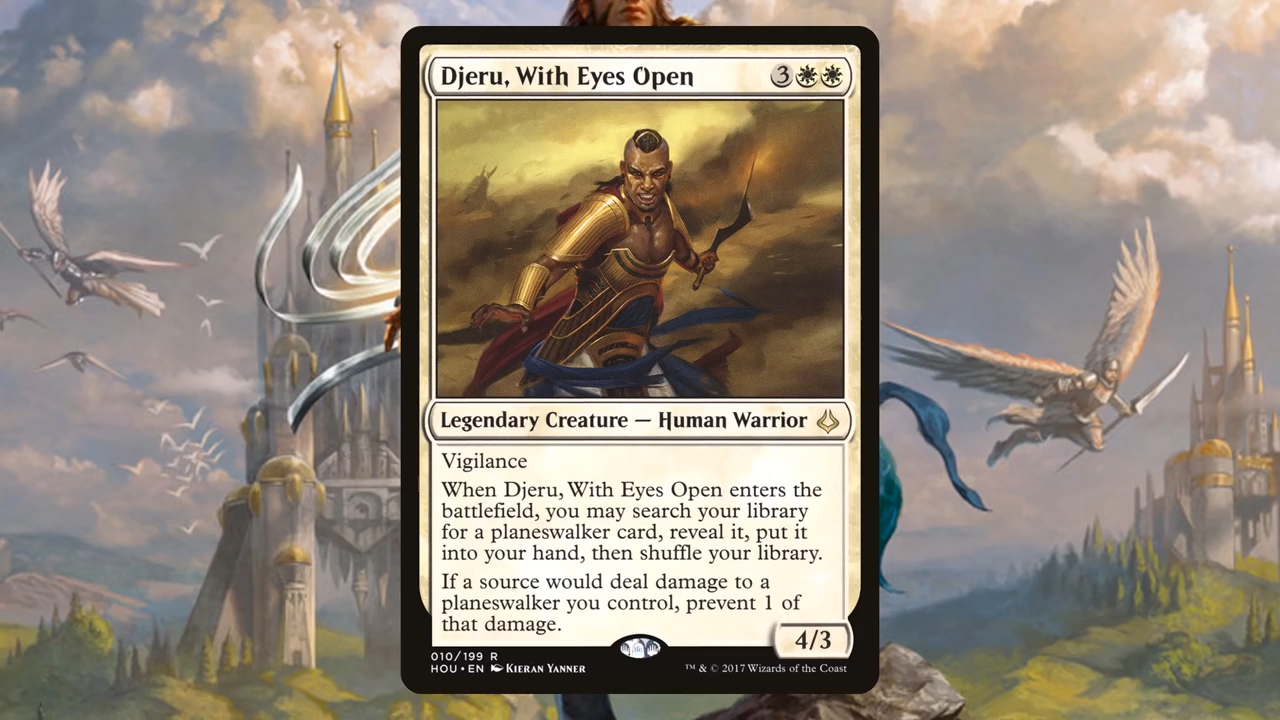 Djeru, With Eyes Open 3
Legendary Creature — Human Warrior
Vigilance
When Djeru, With Eyes Open enters the
battlefield, you may search your library
for a planeswalker card, reveal it, put it
into your hand, then shuffle your library.
If a source would deal damage to a
planeswalker you control, prevent 1 of
that damage.
4/3
010/199 R
HOU • EN Kieran Yanner
™ & © 2017 Wizards of the Coast